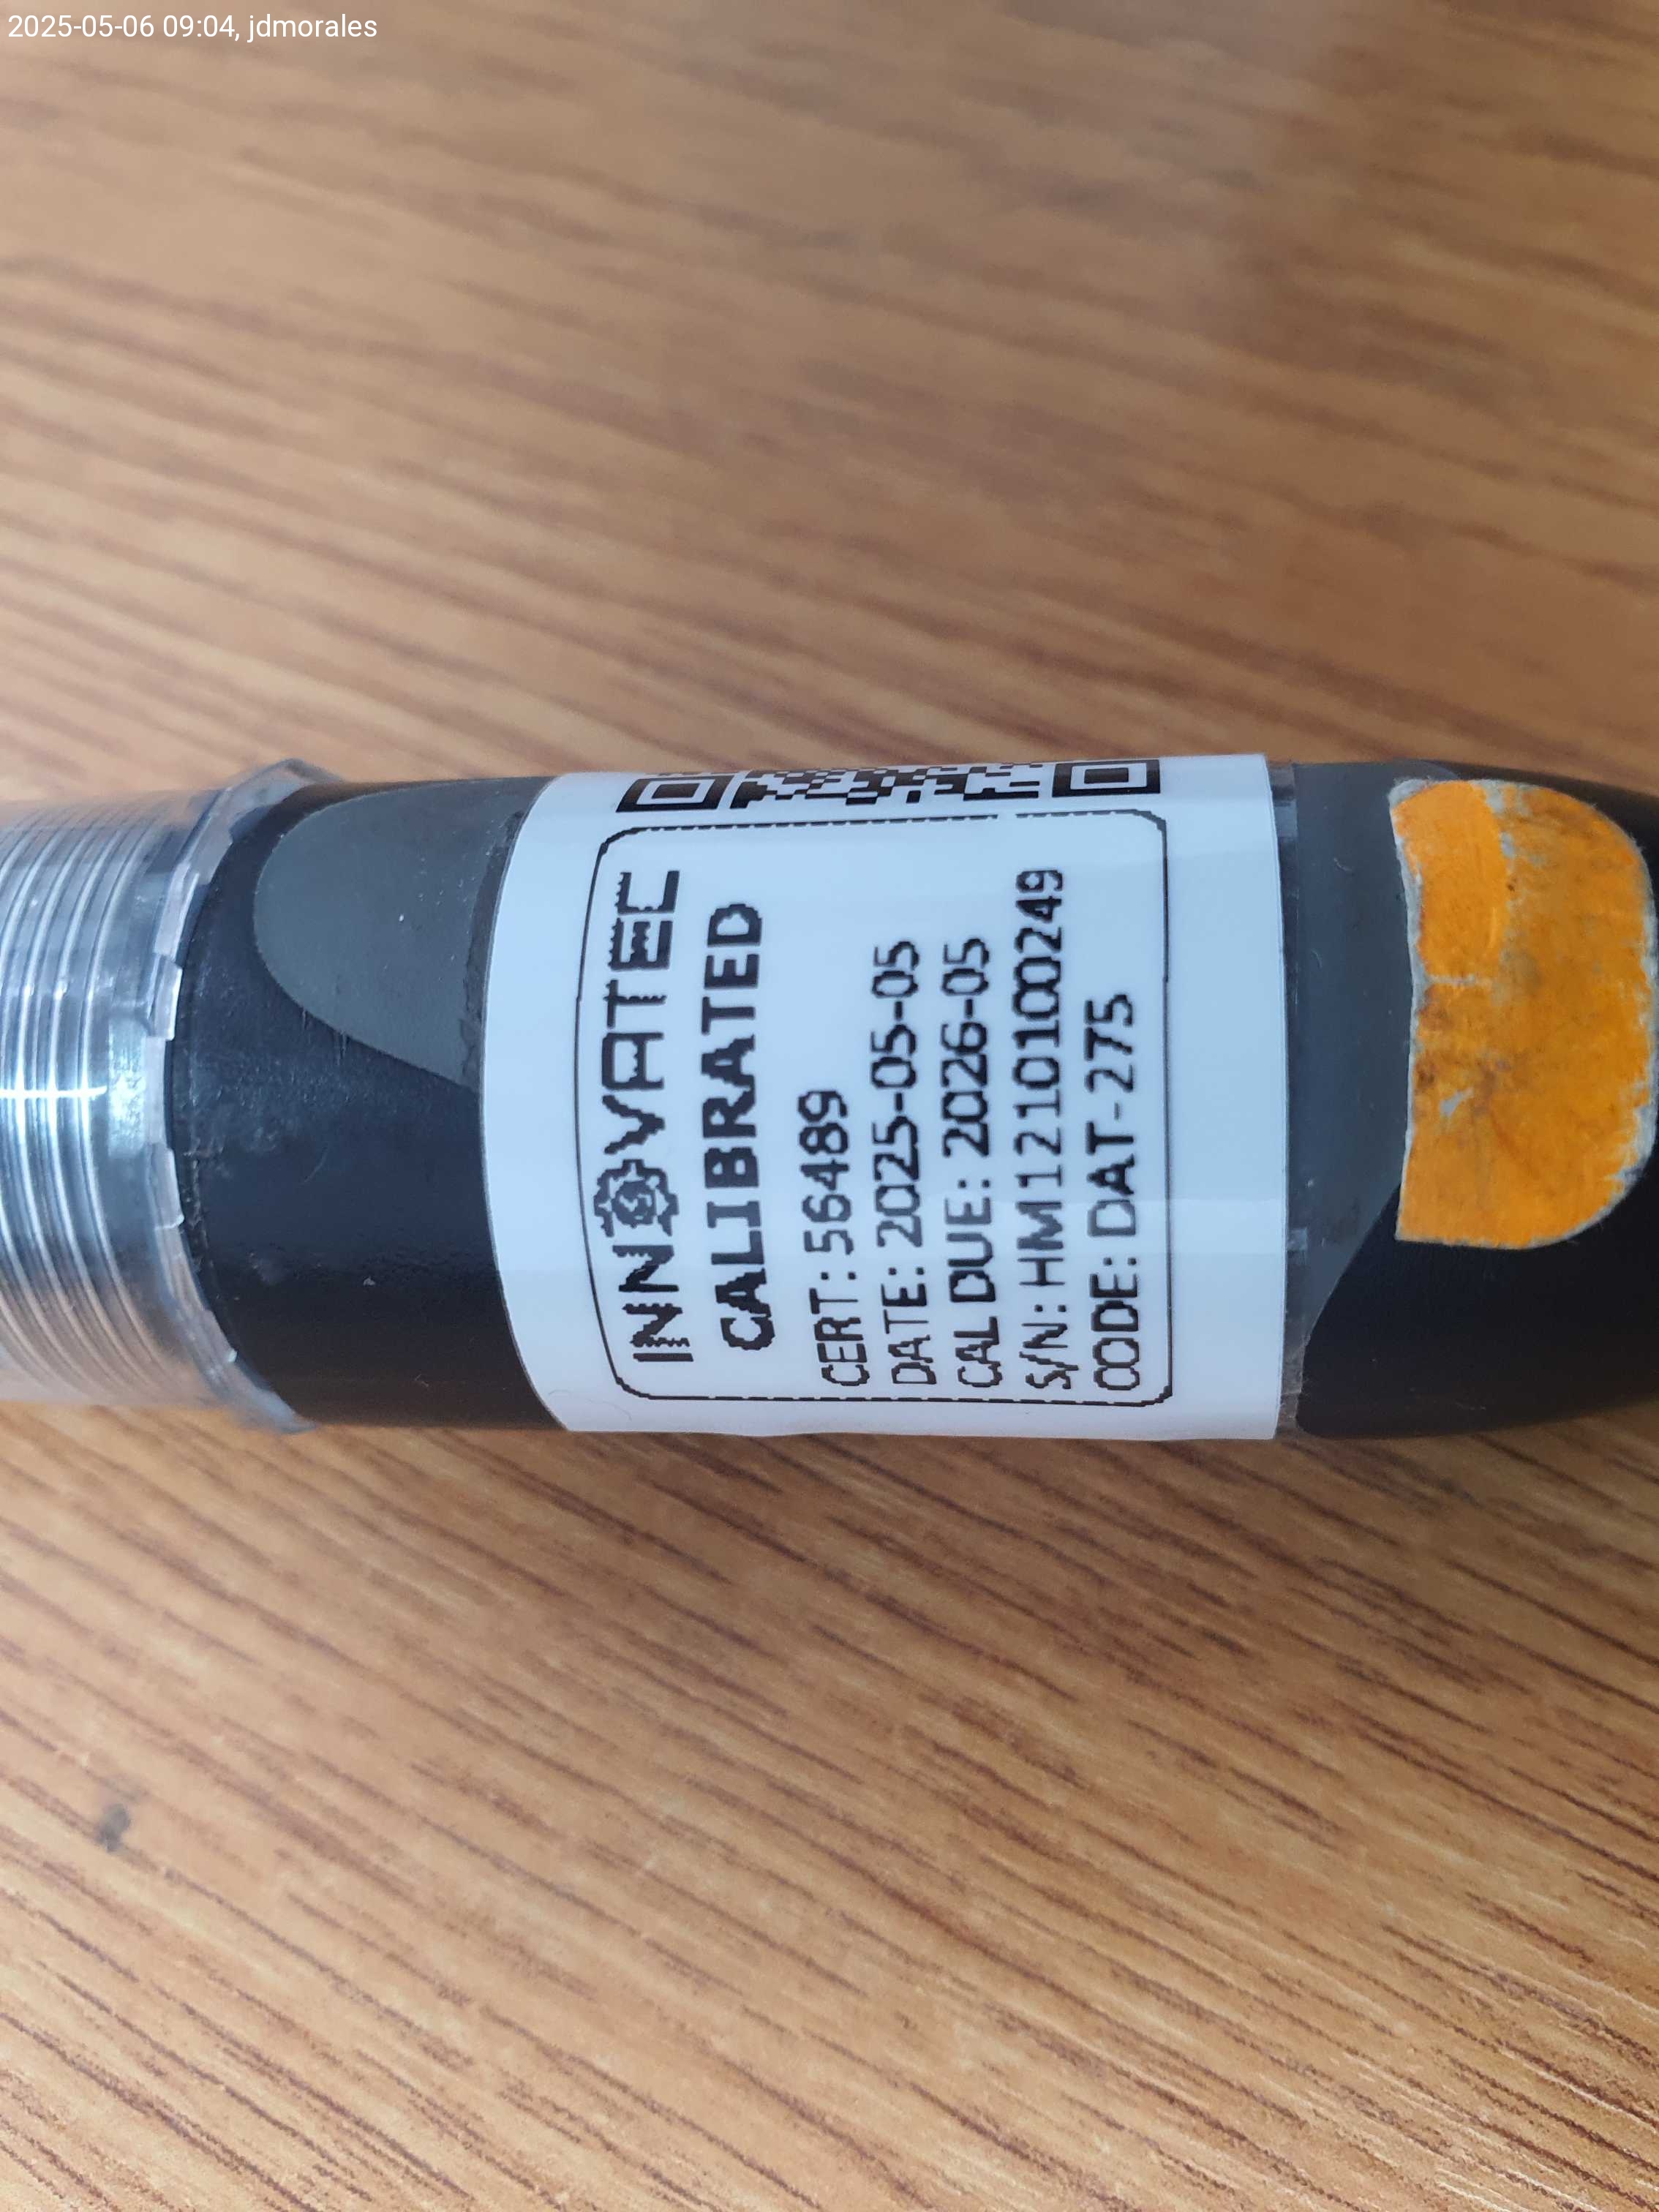 2025-05-06 09:04, jdmorales
INNOVATEC
CALIBRATED
CERT: 56489
DATE: 2025-05-05
CAL DUE: 2026-05
S/N: HM12101000249
CODE: DAT-275